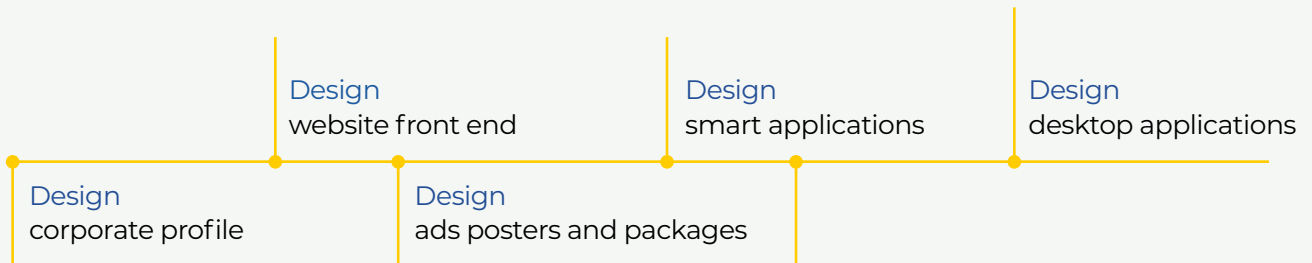 Design
website front end
Design
smart applications
Design
desktop applications
Design
corporate profile
Design
ads posters and packages